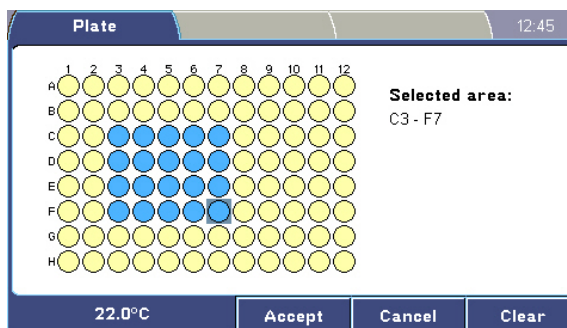 Plate 12:45
1 2 3 4 5 6 7 8 9 10 11 12
A
B
C
D
E
F
G
H
Selected area:
C3 - F7
22.0°C Accept Cancel Clear